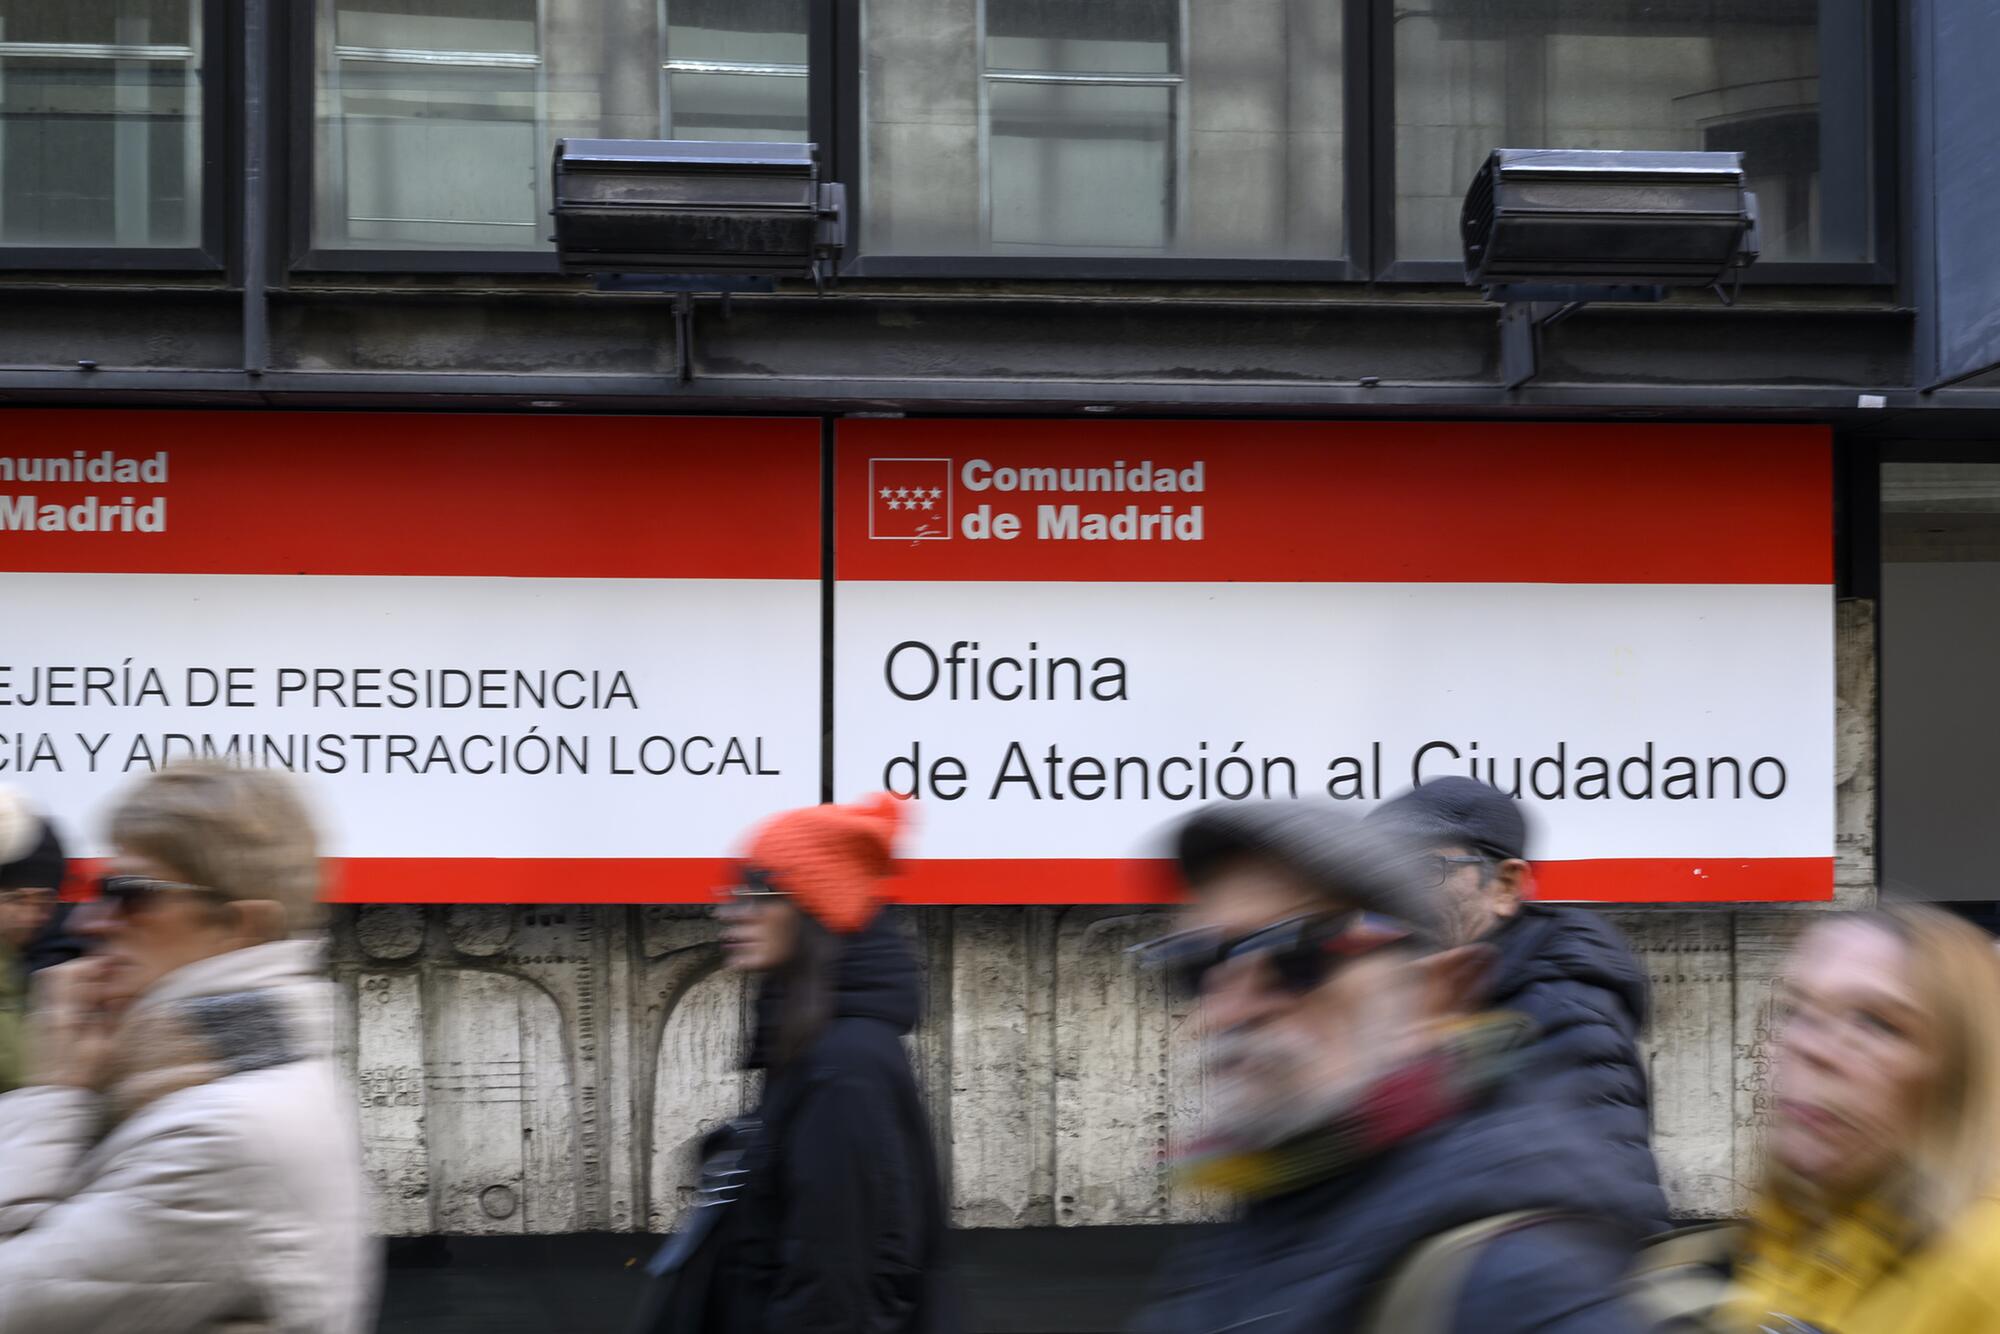 munidad
Madrid
EJERÍA DE PRESIDENCIA
CIA Y ADMINISTRACIÓN LOCAL
Comunidad
de Madrid
Oficina
de Atención al Ciudadano